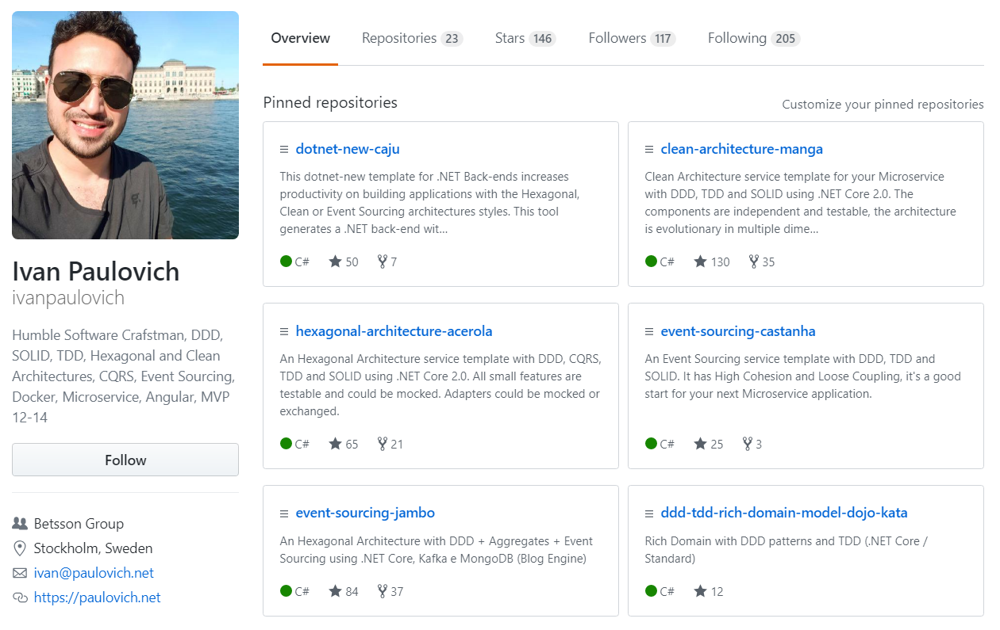 Overview Repositories 23 Stars 146 Followers 117 Following 205
Ivan Paulovich
ivanpaulovich
Humble Software Crafstman, DDD,
SOLID, TDD, Hexagonal and Clean
Architectures, CQRS, Event Sourcing,
Docker, Microservice, Angular, MVP
12-14
Follow
Betsson Group
Stockholm, Sweden
ivan@paulovich.net
https://paulovich.net
Pinned repositories
Customize your pinned repositories
dotnet-new-caju
This dotnet-new template for .NET Back-ends increases
productivity on building applications with the Hexagonal,
Clean or Event Sourcing architectures styles. This tool
generates a .NET back-end wit...
C# 50 7
clean-architecture-manga
Clean Architecture service template for your Microservice
with DDD, TDD and SOLID using .NET Core 2.0. The
components are independent and testable, the architecture
is evolutionary in multiple dime...
C# 130 35
hexagonal-architecture-acerola
An Hexagonal Architecture service template with DDD, CQRS,
TDD and SOLID using .NET Core 2.0. All small features are
testable and could be mocked. Adapters could be mocked or
exchanged.
C# 65 21
event-sourcing-castanha
An Event Sourcing service template with DDD, TDD and
SOLID. It has High Cohesion and Loose Coupling, it's a good
start for your next Microservice application.
C# 25 3
event-sourcing-jambo
An Hexagonal Architecture with DDD + Aggregates + Event
Sourcing using .NET Core, Kafka e MongoDB (Blog Engine)
C# 84 37
ddd-tdd-rich-domain-model-dojo-kata
Rich Domain with DDD patterns and TDD (.NET Core /
Standard)
C# 12